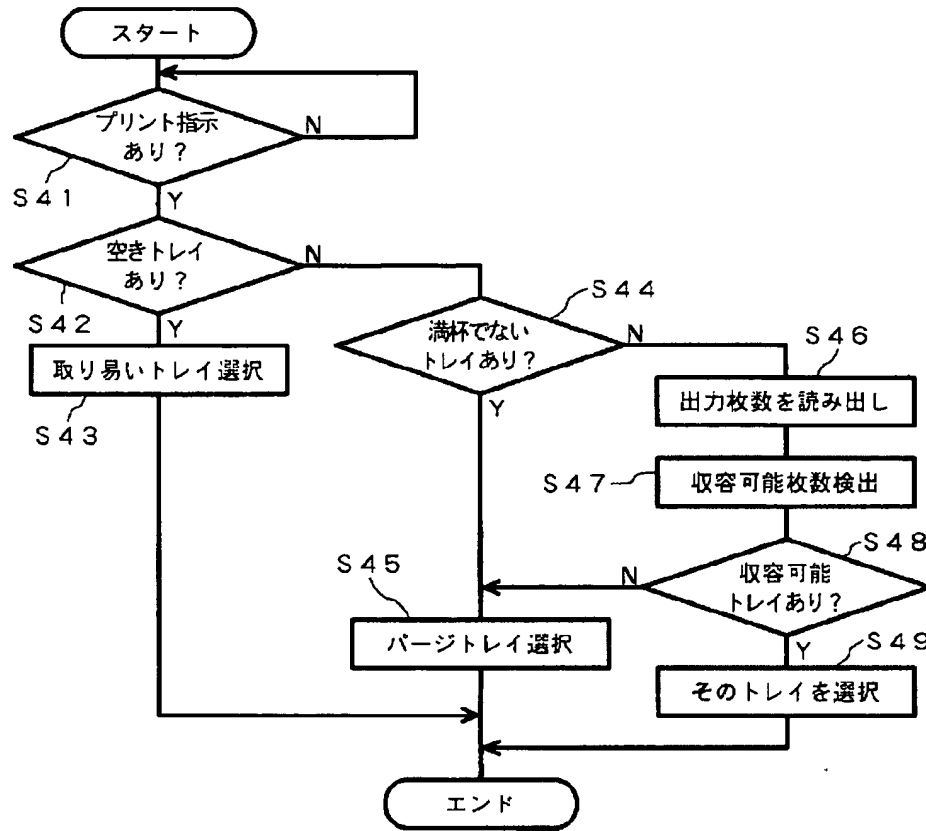 スタート
プリント指示
あり?
N
S41
Y
空きトレイ
あり?
N
S42
Y
取り易いトレイ選択
S43
満杯でない
トレイあり?
S44
N
Y
S46
出力枚数を読み出し
S47
収容可能枚数検出
S48
収容可能
トレイあり?
N
Y
S45
パージトレイ選択
S49
そのトレイを選択
エンド